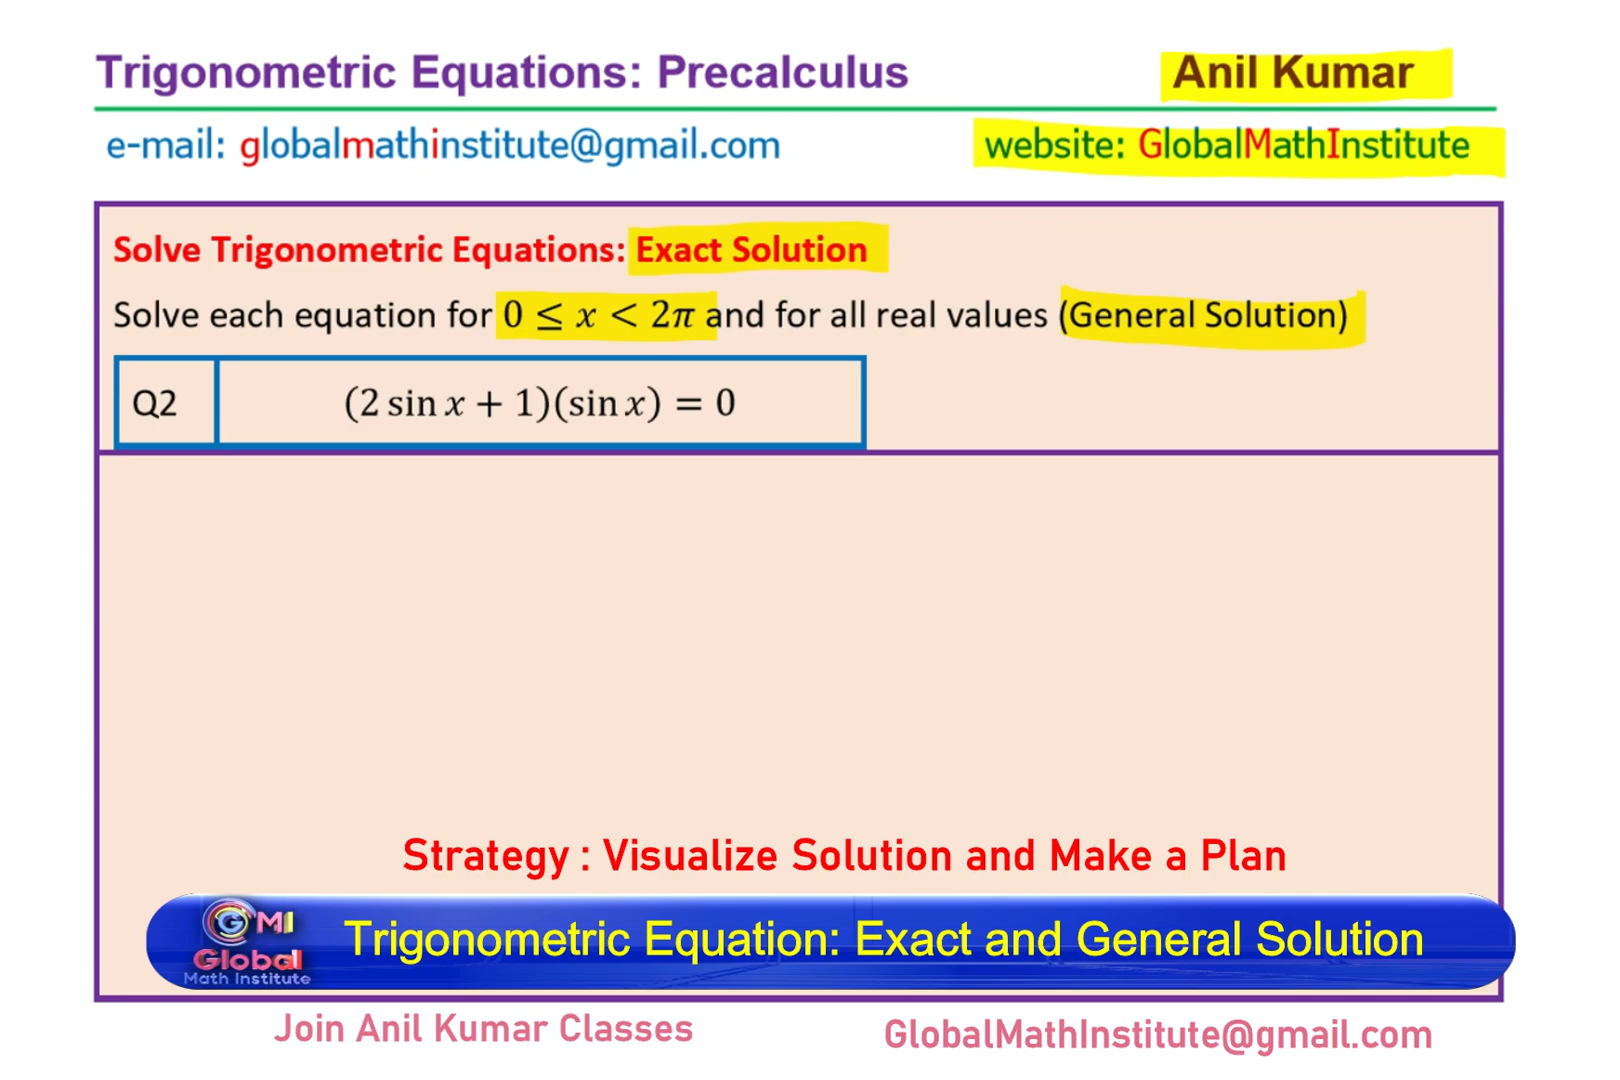 Trigonometric Equations: Precalculus
Anil Kumar
e-mail: globalmathinstitute@gmail.com
website: GlobalMathInstitute
Solve Trigonometric Equations: Exact Solution
Solve each equation for 0 ≤ x < 2π and for all real values (General Solution)
Q2
(2 sin x + 1)(sin x) = 0
Strategy : Visualize Solution and Make a Plan
GMI
Global
Math Institute
Trigonometric Equation: Exact and General Solution
Join Anil Kumar Classes
GlobalMathInstitute@gmail.com